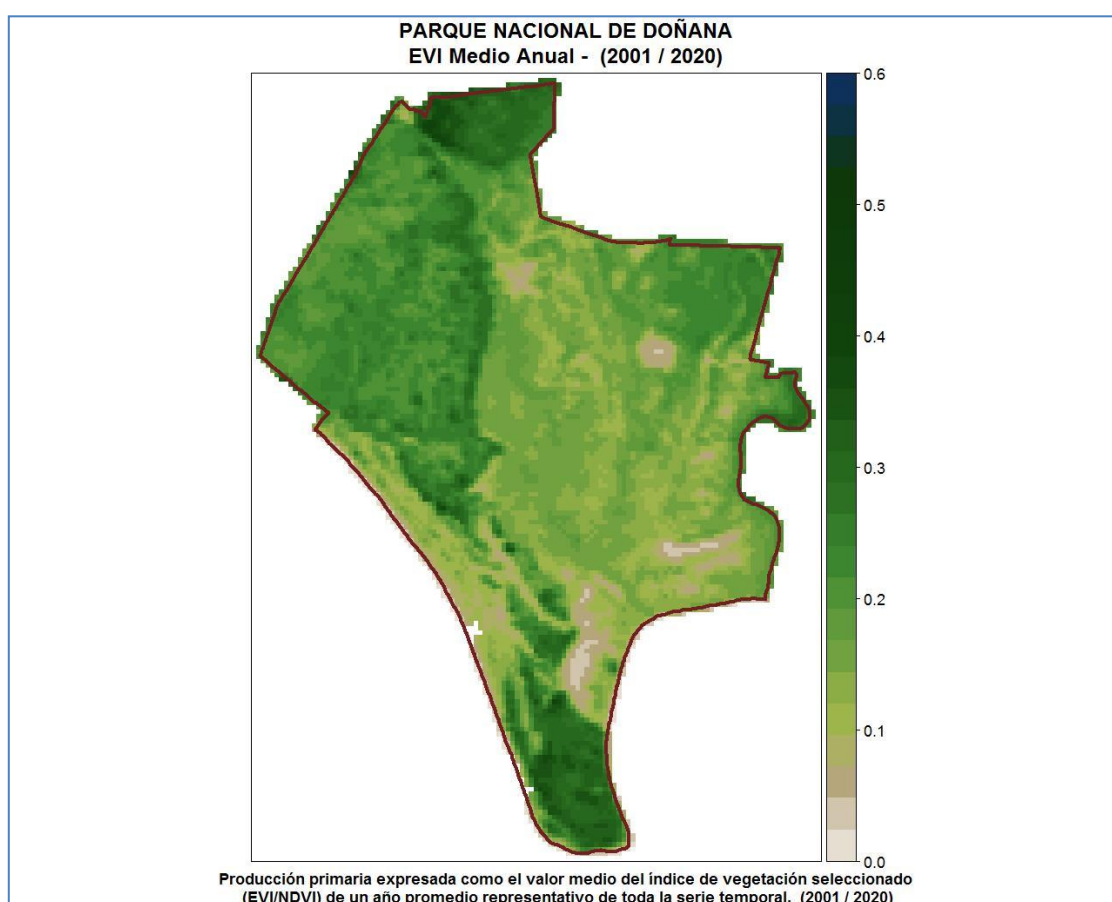 PARQUE NACIONAL DE DOÑANA
EVI Medio Anual - (2001 / 2020)
0.6
0.5
0.4
0.3
0.2
0.1
0.0
Producción primaria expresada como el valor medio del índice de vegetación seleccionado
(EVI/NDVI) de un año promedio representativo de toda la serie temporal. (2001 / 2020)